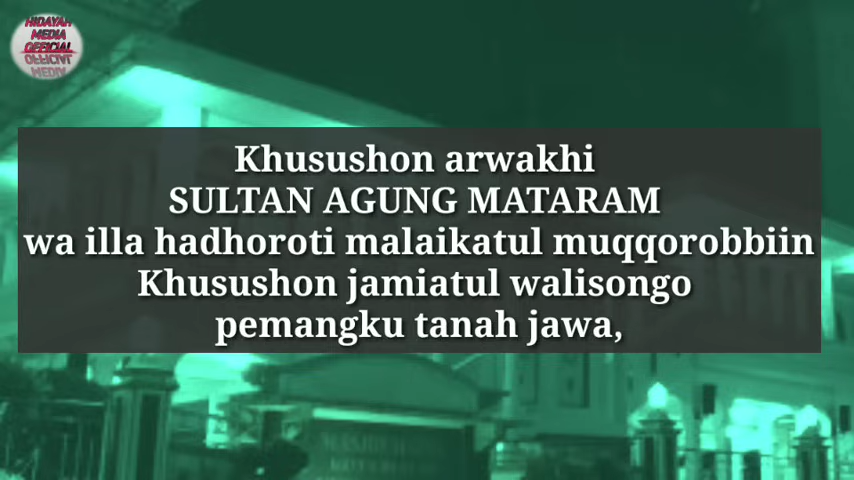 HIDAYAH
MEDIA
OFFICIAL
Khusushon arwakhi
SULTAN AGUNG MATARAM
wa illa hadhoroti malaikatul muqqorobbiin
Khusushon jamiatul walisongo
pemangku tanah jawa,